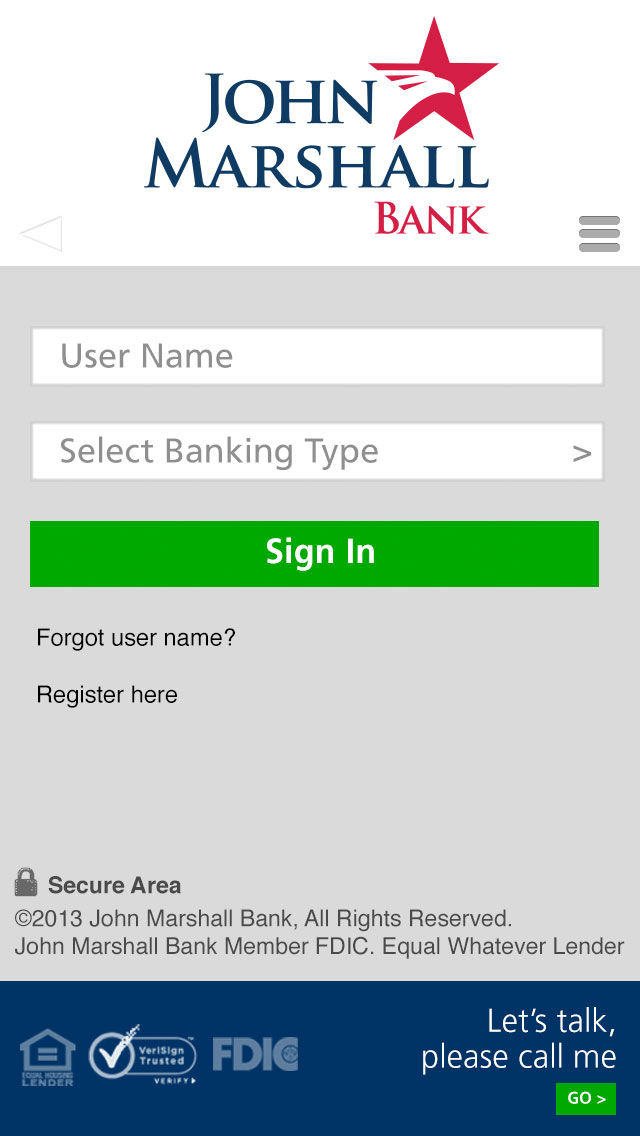 JOHN
MARSHALL
BANK
User Name
Select Banking Type >
Sign In
Forgot user name?
Register here
Secure Area
©2013 John Marshall Bank, All Rights Reserved.
John Marshall Bank Member FDIC. Equal Whatever Lender
EQUAL HOUSING
LENDER
VeriSign
Trusted
VERIFY
FDIC
Let's talk,
please call me
GO >